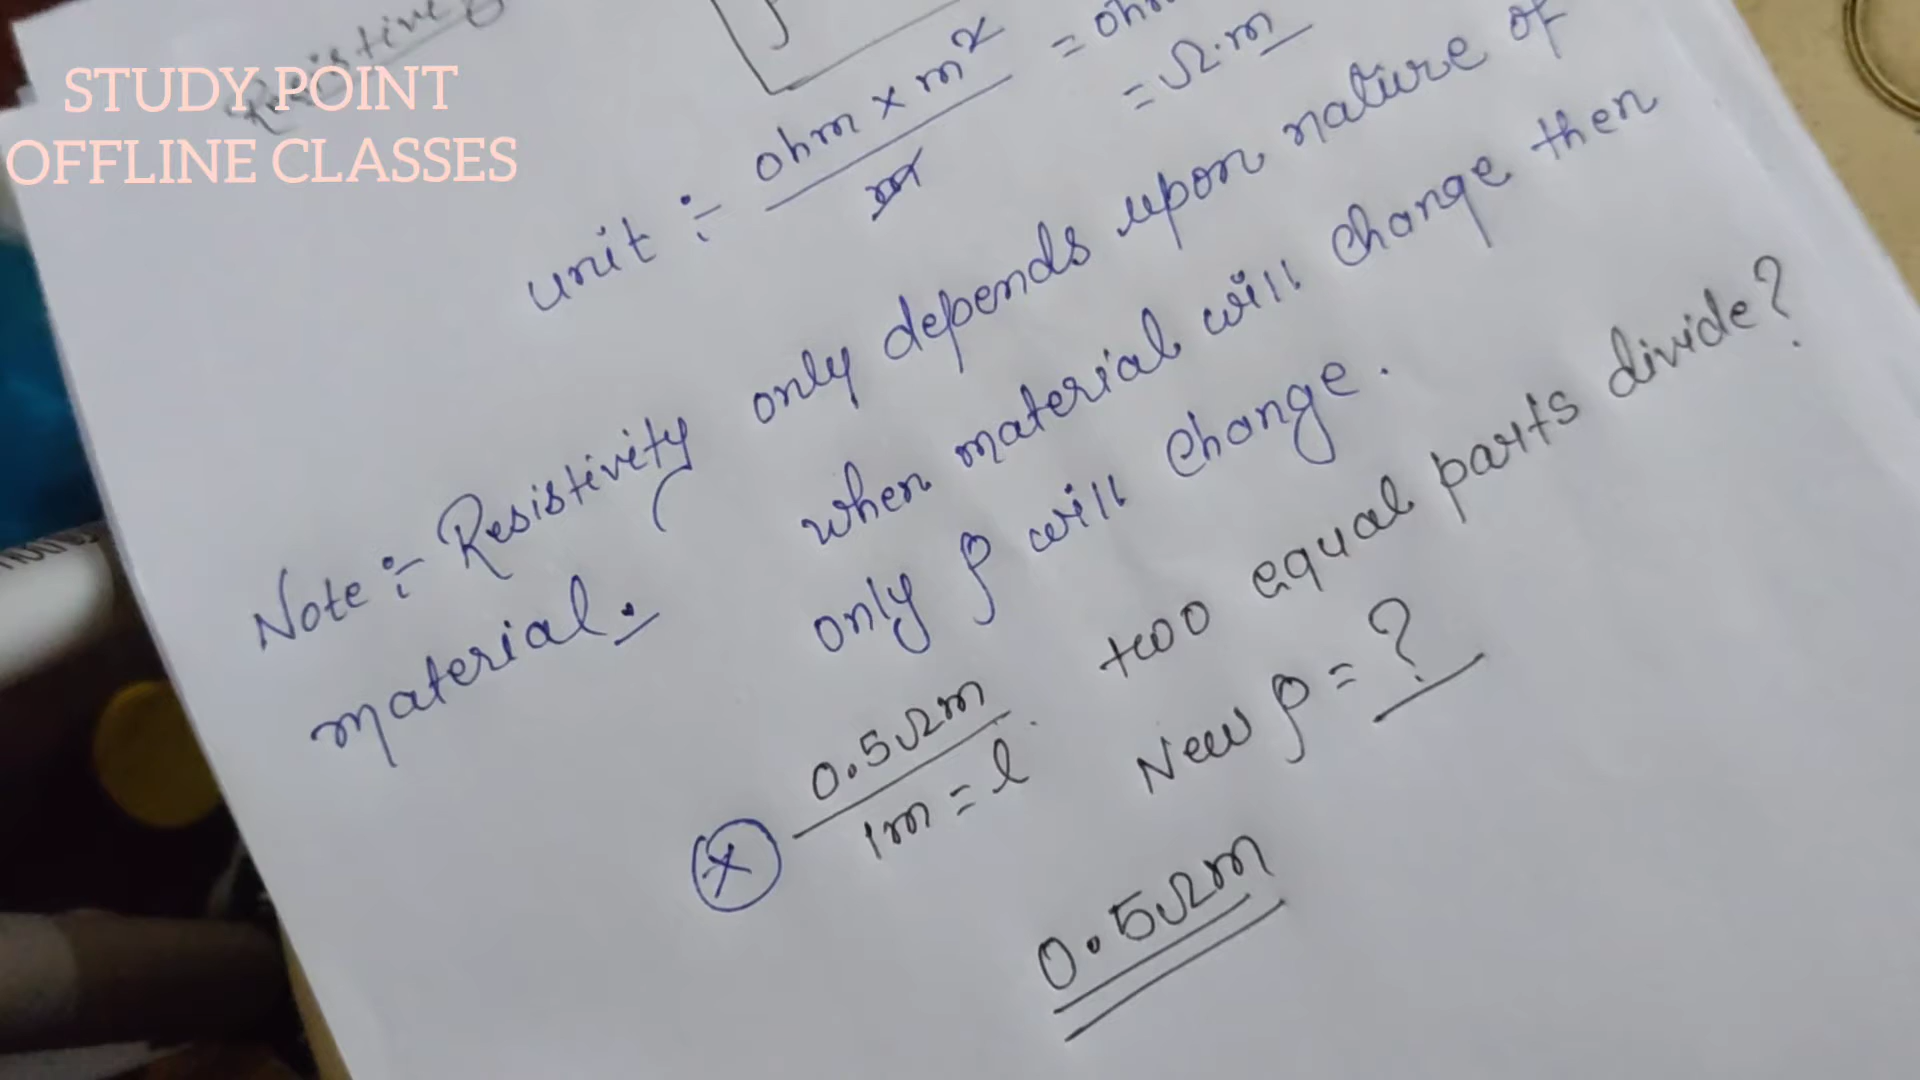 STUDY POINT
OFFLINE CLASSES
unit :- ohm × m² / m = ohm
= Ω.m
Note :- Resistivity only depends upon nature of
material. ( when material will change then
only ρ will change.
0.5Ωm two equal parts divide?
1m = l New ρ = ?
0.5Ωm